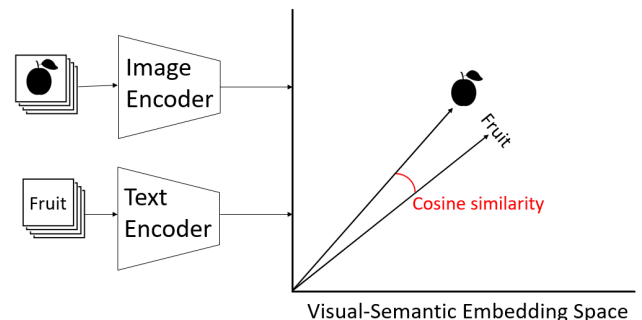 Image
Encoder
Fruit
Text
Encoder
Fruit
Cosine similarity
Visual-Semantic Embedding Space